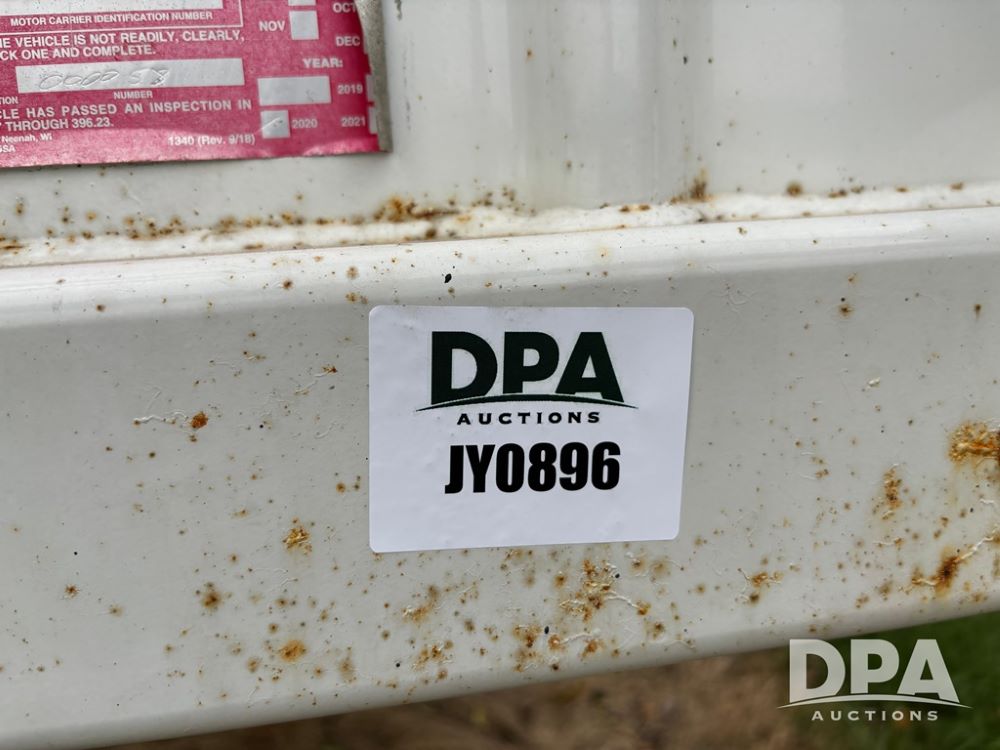 MOTOR CARRIER IDENTIFICATION NUMBER
OCT
NOV
DEC
E VEHICLE IS NOT READILY, CLEARLY,
CK ONE AND COMPLETE.
YEAR:
NUMBER
2019
CLE HAS PASSED AN INSPECTION IN
THROUGH 396.23.
2020
2021
Neenah, WI
1340 (Rev. 9/18)
DPA
AUCTIONS
JY0896
DPA
AUCTIONS